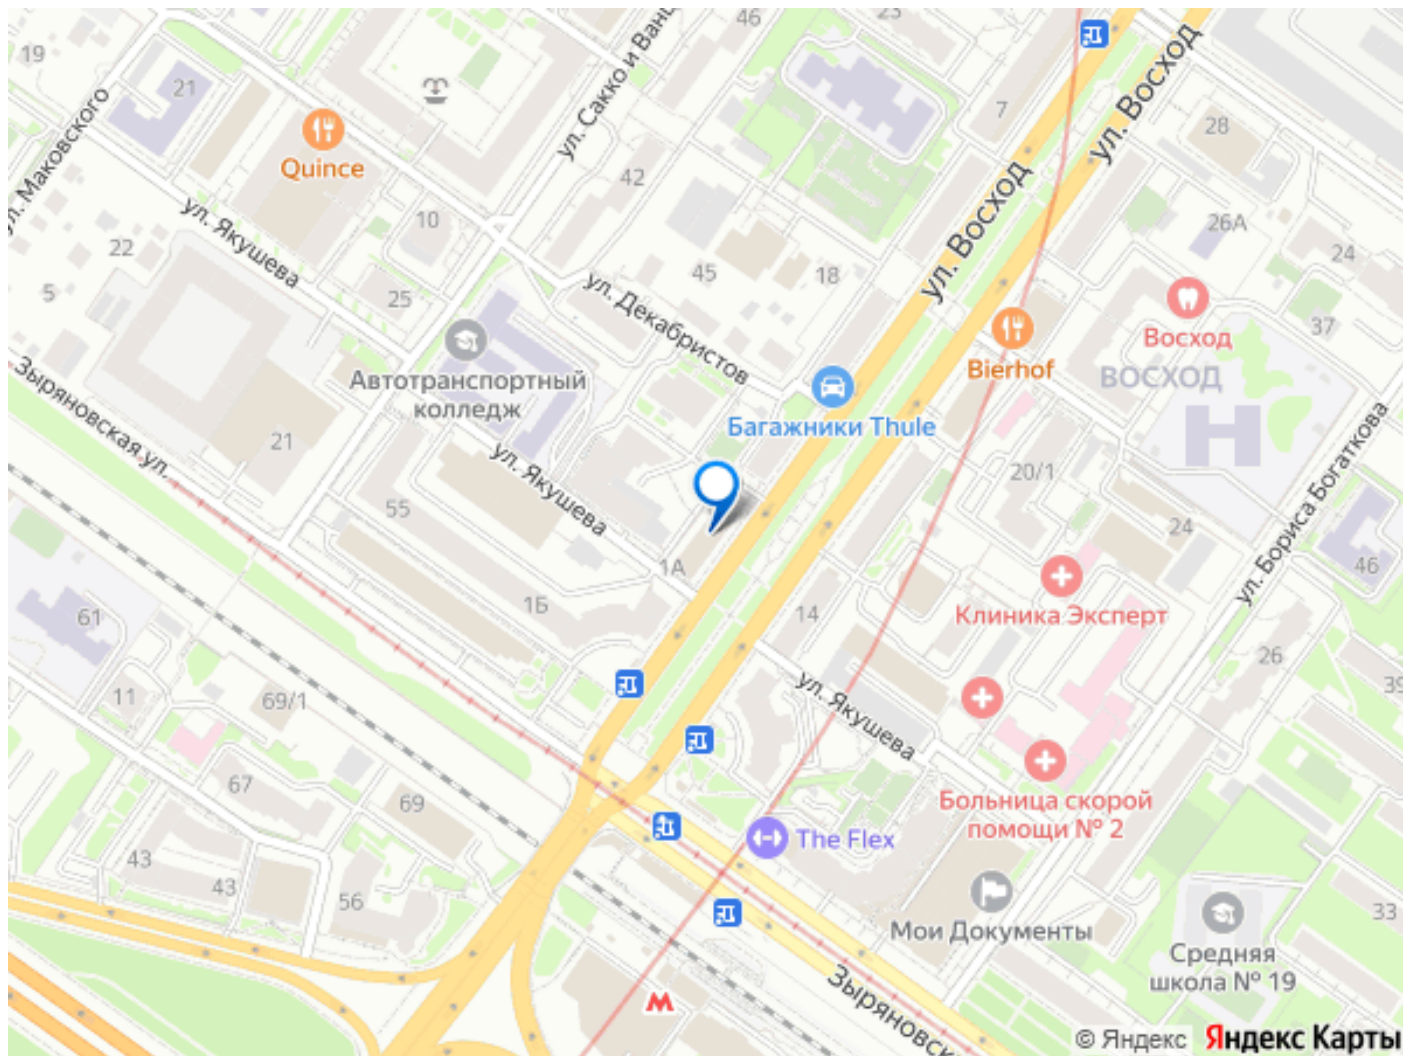 46
23
ул. Восход
19
21
ул. Сакко и Ванц
7
28
ул. Восход
Quince
ул. Маковского
42
ул. Якушева
10
26А
22
45
18
24
5
25
ул. Декабристов
37
Восход
Bierhof
Автотранспортный
колледж
ВОСХОД
Зыряновская ул.
Багажники Thule
21
20/1
ул. Бориса Богаткова
ул. Якушева
55
24
1А
46
1Б
14
Клиника Эксперт
61
26
11
69/1
39
ул. Якушева
67
69
Больница скорой
помощи № 2
The Flex
43
43
56
33
Мои Документы
Средняя
школа № 19
М
Зыряновск
© Яндекс Яндекс Карты